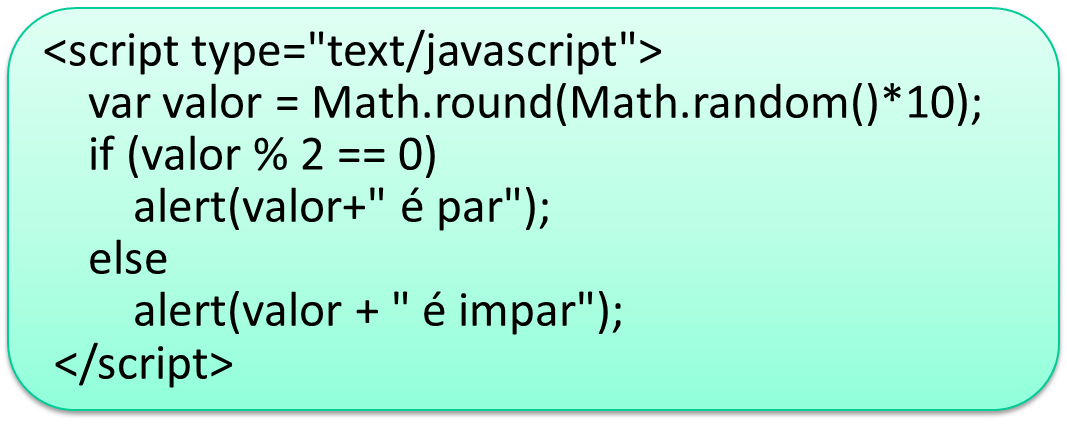 <script type="text/javascript">
var valor = Math.round(Math.random()*10);
if (valor % 2 == 0)
alert(valor+" é par");
else
alert(valor + " é impar");
</script>